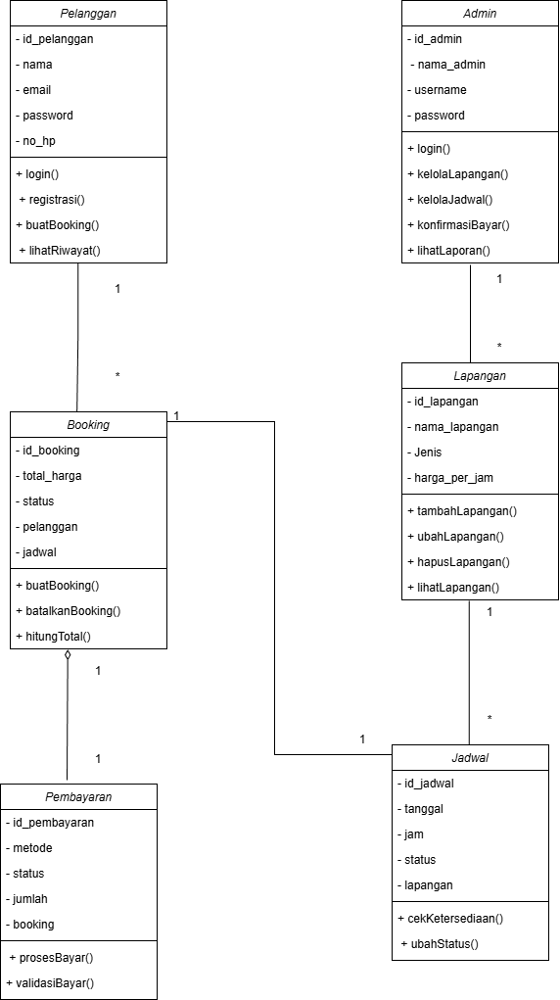 Pelanggan
- id_pelanggan
- nama
- email
- password
- no_hp
+ login()
+ registrasi()
+ buatBooking()
+ lihatRiwayat()
1
*
Admin
- id_admin
- nama_admin
- username
- password
+ login()
+ kelolaLapangan()
+ kelolaJadwal()
+ konfirmasiBayar()
+ lihatLaporan()
1
*
Booking
- id_booking
- total_harga
- status
- pelanggan
- jadwal
+ buatBooking()
+ batalkanBooking()
+ hitungTotal()
1
1
1
1
Lapangan
- id_lapangan
- nama_lapangan
- Jenis
- harga_per_jam
+ tambahLapangan()
+ ubahLapangan()
+ hapusLapangan()
+ lihatLapangan()
1
*
Pembayaran
- id_pembayaran
- metode
- status
- jumlah
- booking
+ prosesBayar()
+ validasiBayar()
Jadwal
- id_jadwal
- tanggal
- jam
- status
- lapangan
+ cekKetersediaan()
+ ubahStatus()